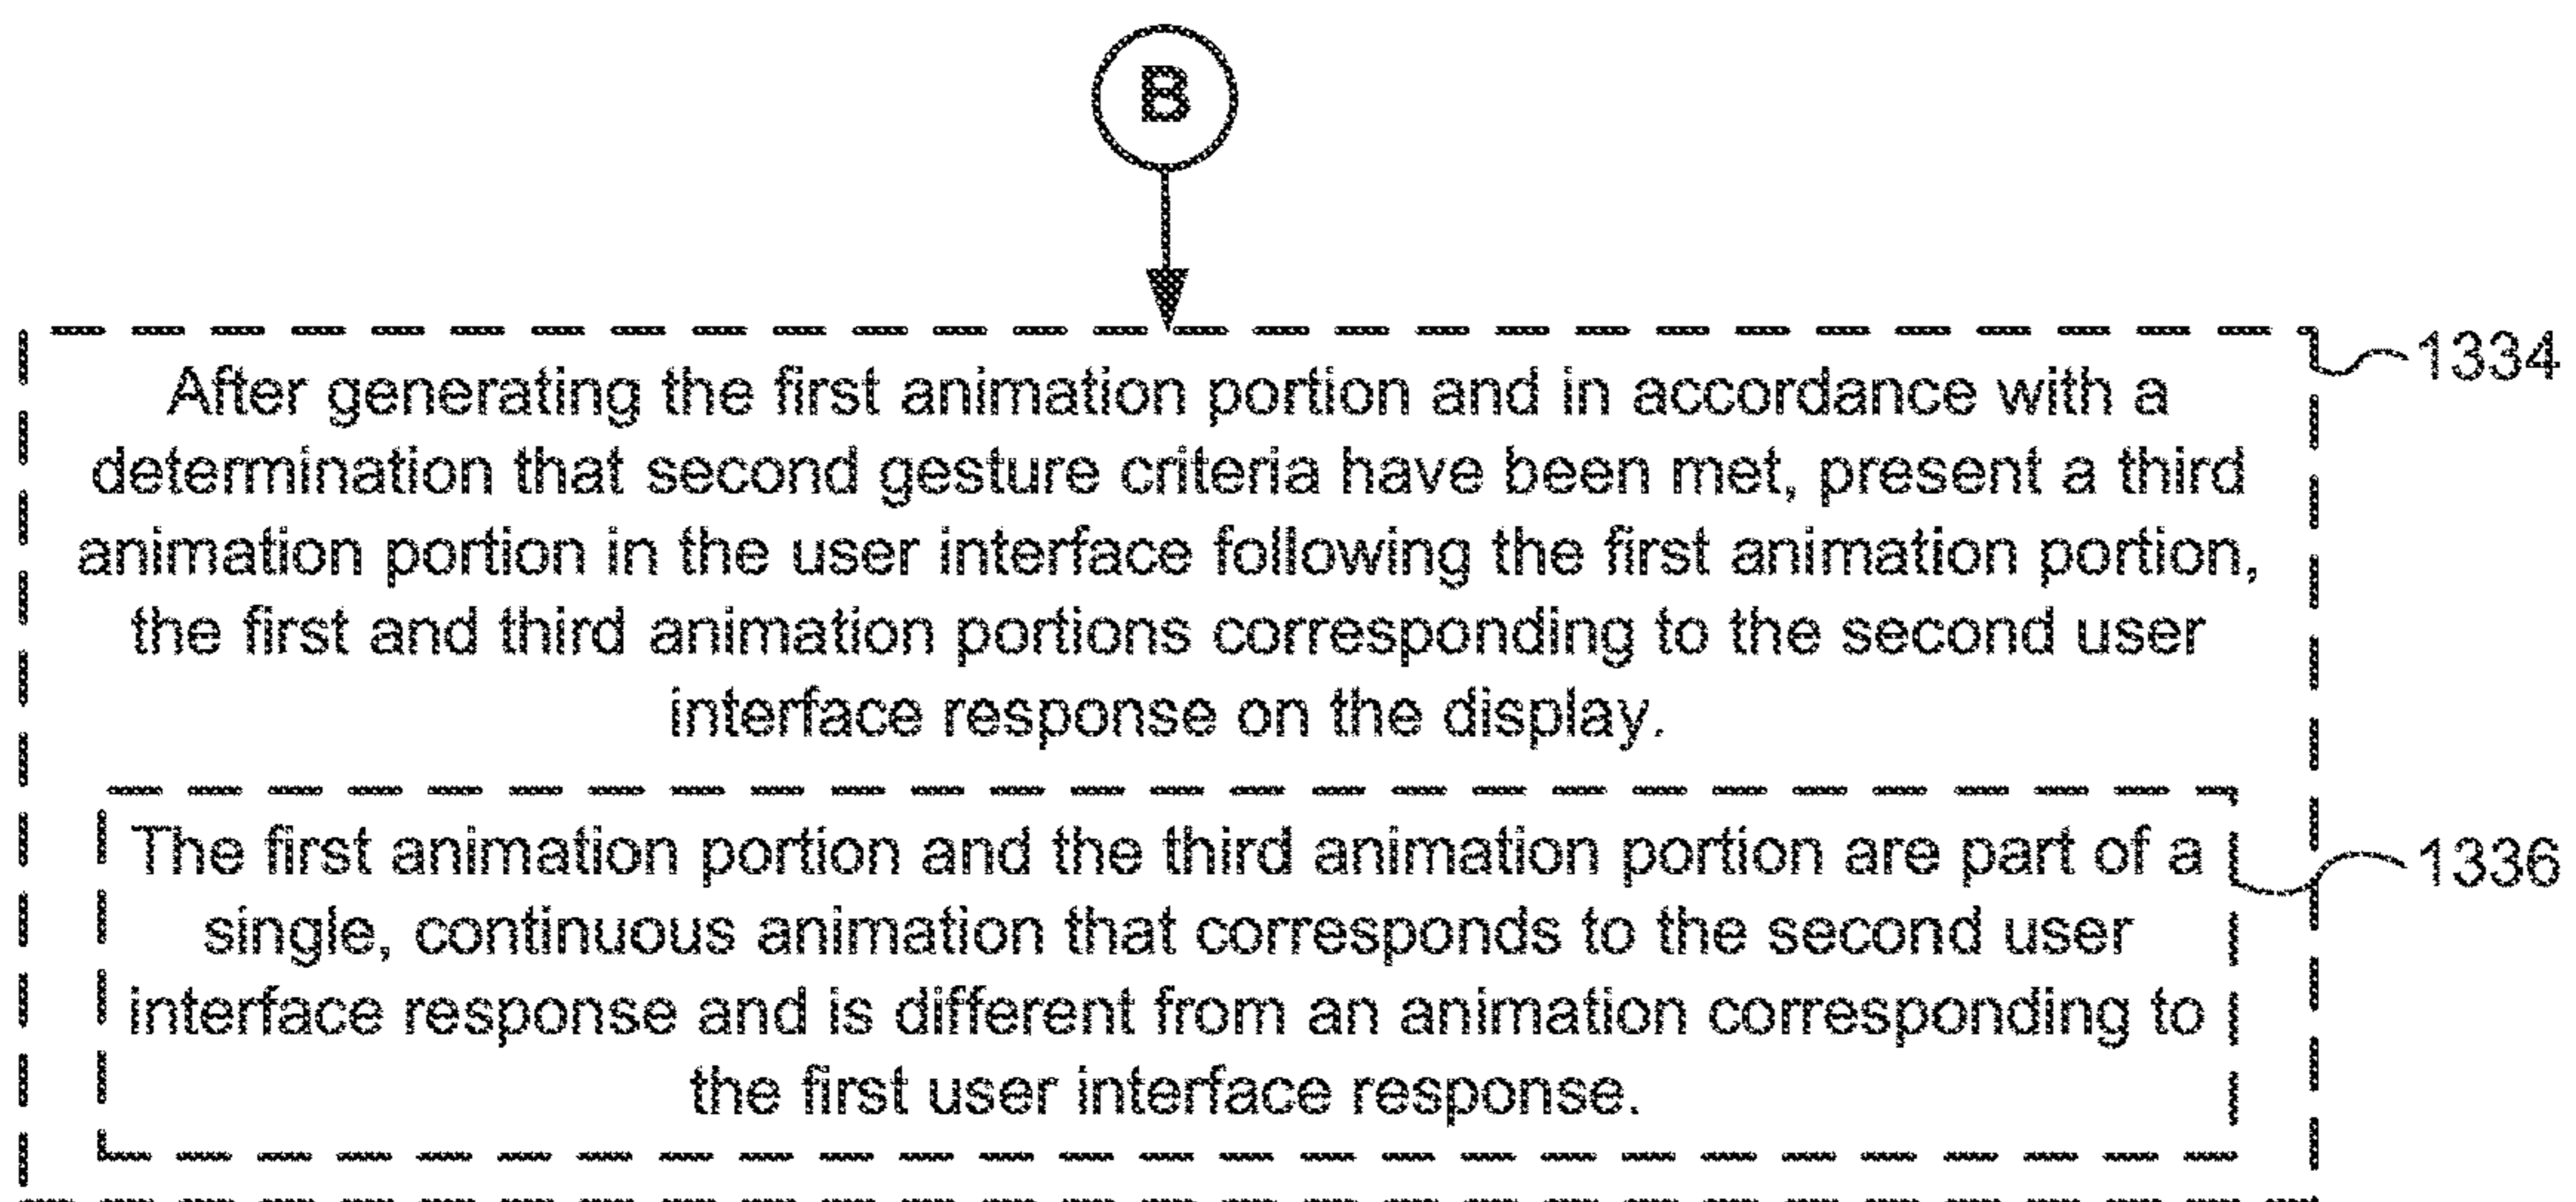 B
After generating the first animation portion and in accordance with a
1334
determination that second gesture criteria have been met, present a third
animation portion in the user interface following the first animation portion,
the first and third animation portions corresponding to the second user
interface response on the display.
The first animation portion and the third animation portion are part of a
1336
single, continuous animation that corresponds to the second user
interface response and is different from an animation corresponding to
the first user interface response.